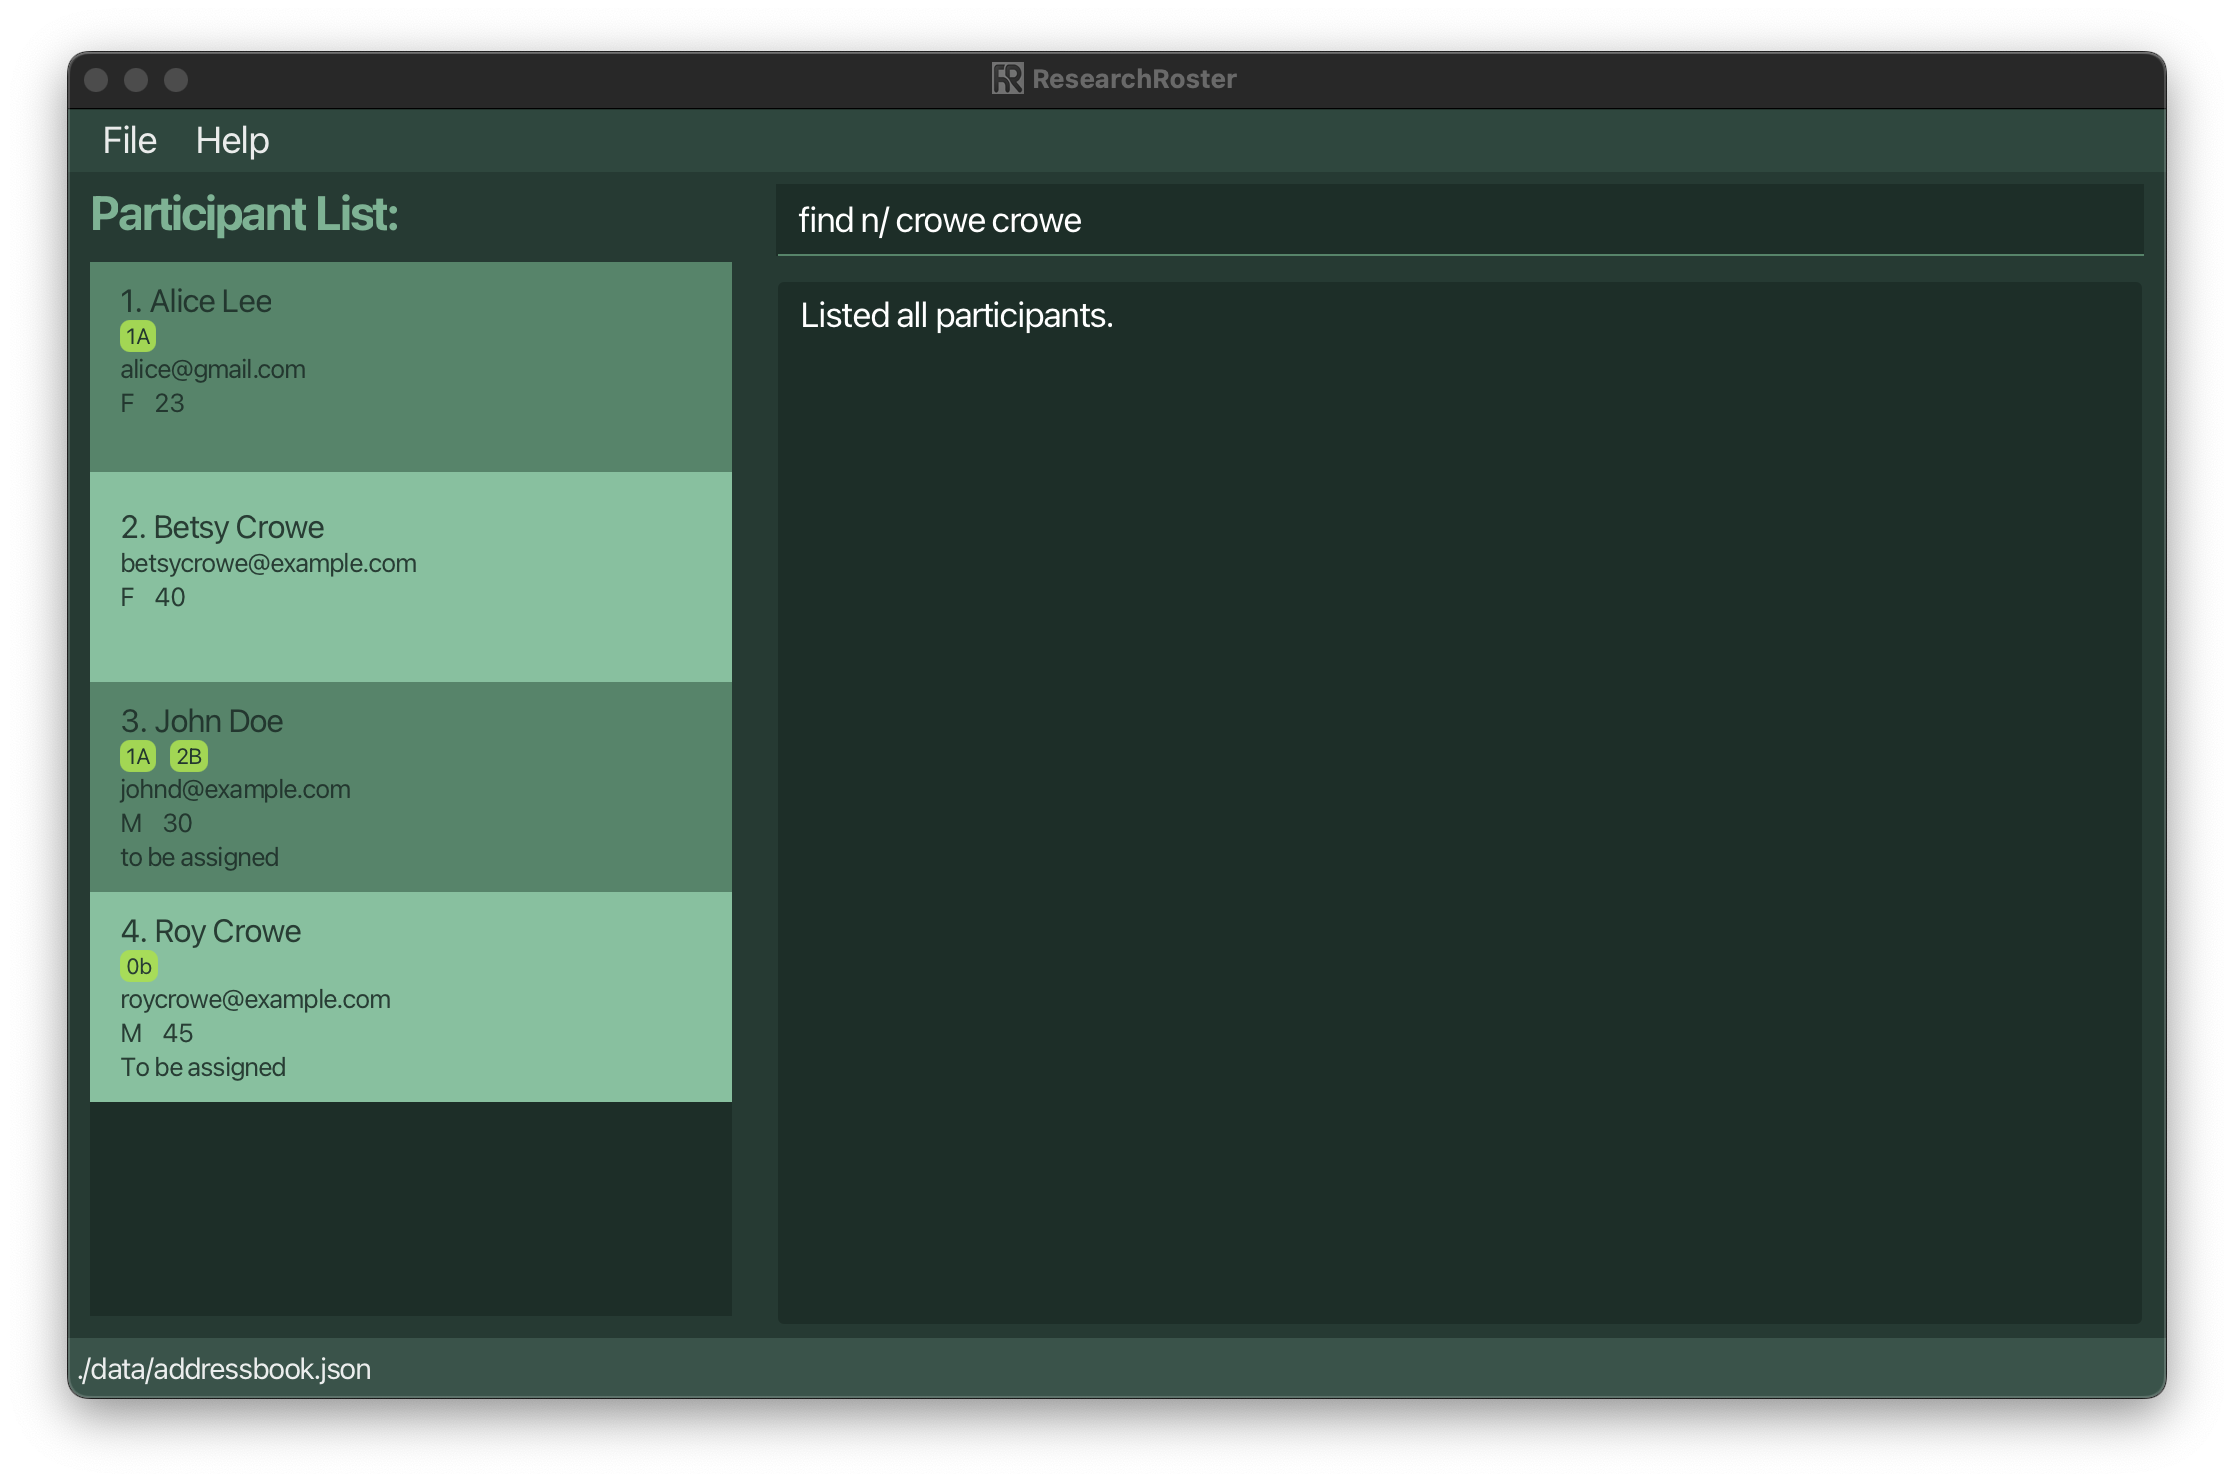 ResearchRoster
File Help
Participant List:
1. Alice Lee
1A
alice@gmail.com
F 23
2. Betsy Crowe
betsycrowe@example.com
F 40
3. John Doe
1A 2B
johnd@example.com
M 30
to be assigned
4. Roy Crowe
0b
roycrowe@example.com
M 45
To be assigned
find n/ crowe crowe
Listed all participants.
./data/addressbook.json